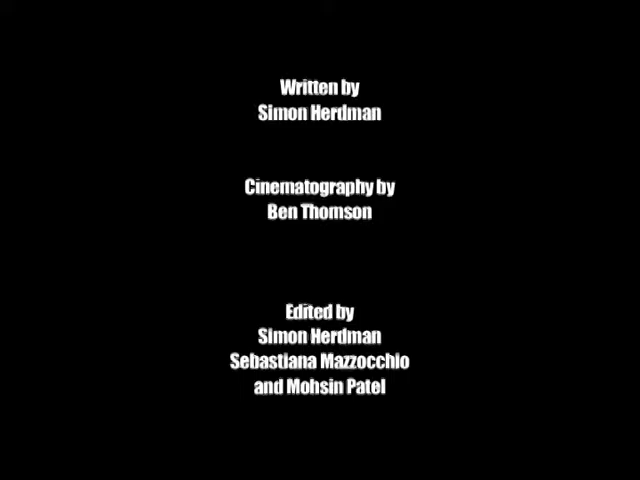 Written by
Simon Herdman
Cinematography by
Ben Thomson
Edited by
Simon Herdman
Sebastiana Mazzocchio
and Mohsin Patel